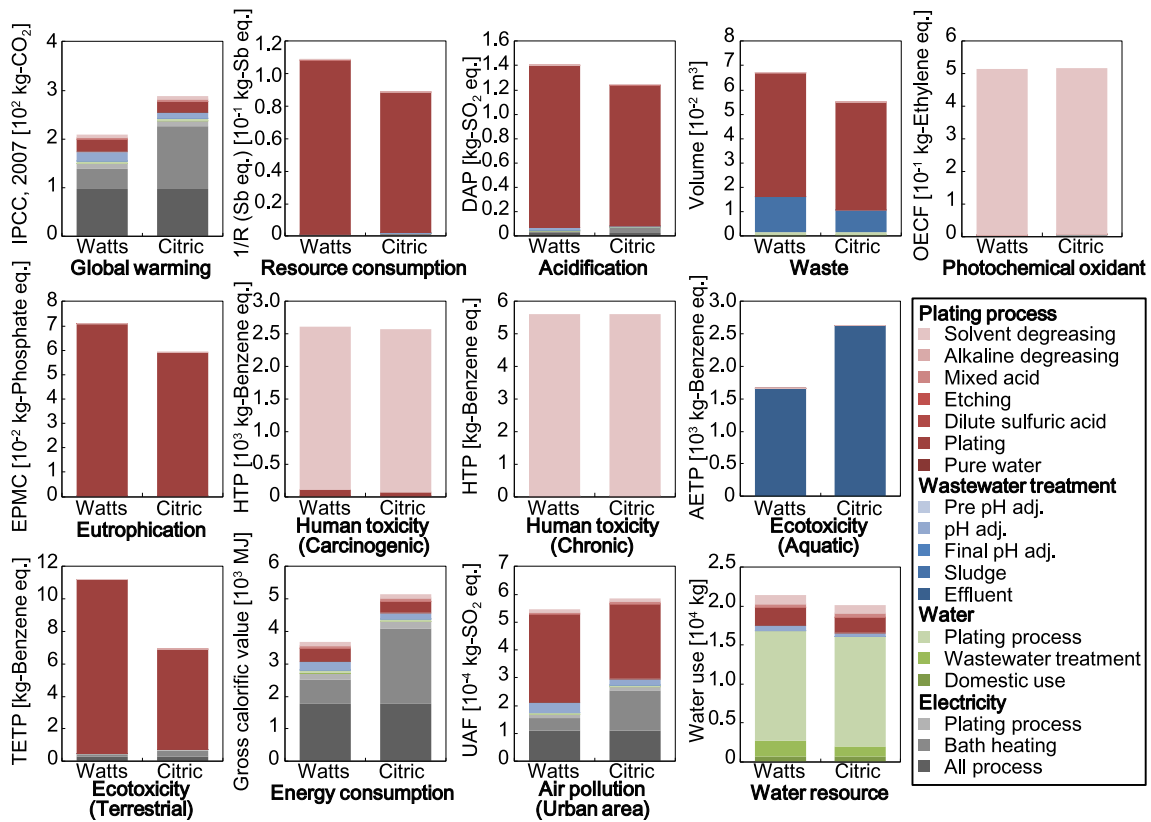 IPCC, 2007 [10² kg-CO₂]
4
3
2
1
0
Watts
Citric
Global warming
1/R (Sb eq.) [10⁻¹ kg-Sb eq.]
1.2
1.0
0.8
0.6
0.4
0.2
0
Watts
Citric
Resource consumption
DAP [kg-SO₂ eq.]
1.6
1.4
1.2
1.0
0.8
0.6
0.4
0.2
0
Watts
Citric
Acidification
Volume [10⁻² m³]
8
7
6
5
4
3
2
1
0
Watts
Citric
Waste
OECF [10⁻¹ kg-Ethylene eq.]
6
5
4
3
2
1
0
Watts
Citric
Photochemical oxidant
EPMC [10⁻² kg-Phosphate eq.]
8
7
6
5
4
3
2
1
0
Watts
Citric
Eutrophication
HTP [10³ kg-Benzene eq.]
3.0
2.5
2.0
1.5
1.0
0.5
0
Watts
Citric
Human toxicity
(Carcinogenic)
HTP [kg-Benzene eq.]
6
5
4
3
2
1
0
Watts
Citric
Human toxicity
(Chronic)
AETP [10³ kg-Benzene eq.]
3.0
2.5
2.0
1.5
1.0
0.5
0
Watts
Citric
Ecotoxicity
(Aquatic)
Plating process
Solvent degreasing
Alkaline degreasing
Mixed acid
Etching
Dilute sulfuric acid
Plating
Pure water
Wastewater treatment
Pre pH adj.
pH adj.
Final pH adj.
Sludge
Effluent
Water
Plating process
Wastewater treatment
Domestic use
Electricity
Plating process
Bath heating
All process
TETP [kg-Benzene eq.]
12
10
8
6
4
2
0
Watts
Citric
Ecotoxicity
(Terrestrial)
Gross calorific value [10³ MJ]
6
5
4
3
2
1
0
Watts
Citric
Energy consumption
UAF [10⁻⁴ kg-SO₂ eq.]
7
6
5
4
3
2
1
0
Watts
Citric
Air pollution
(Urban area)
Water use [10⁴ kg]
2.5
2.0
1.5
1.0
0.5
0
Watts
Citric
Water resource